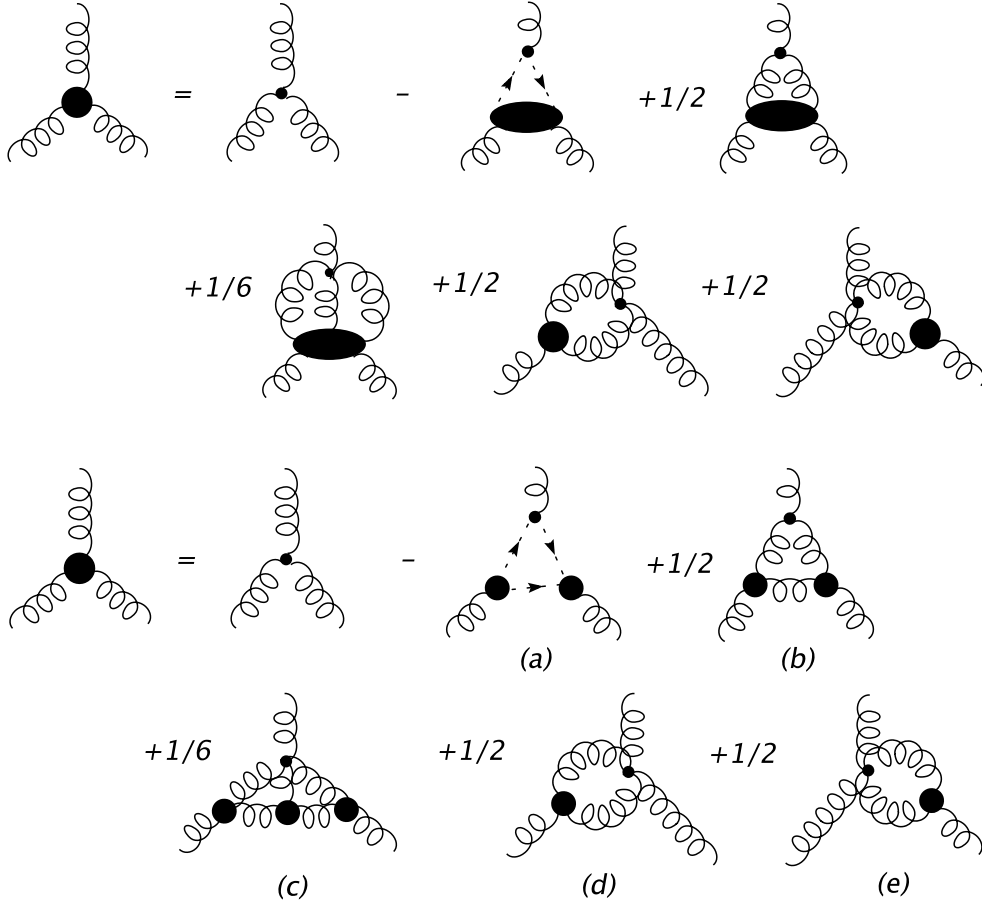 = – +1/2
+1/6 +1/2 +1/2
= – +1/2
(a) (b)
+1/6 +1/2 +1/2
(c) (d) (e)